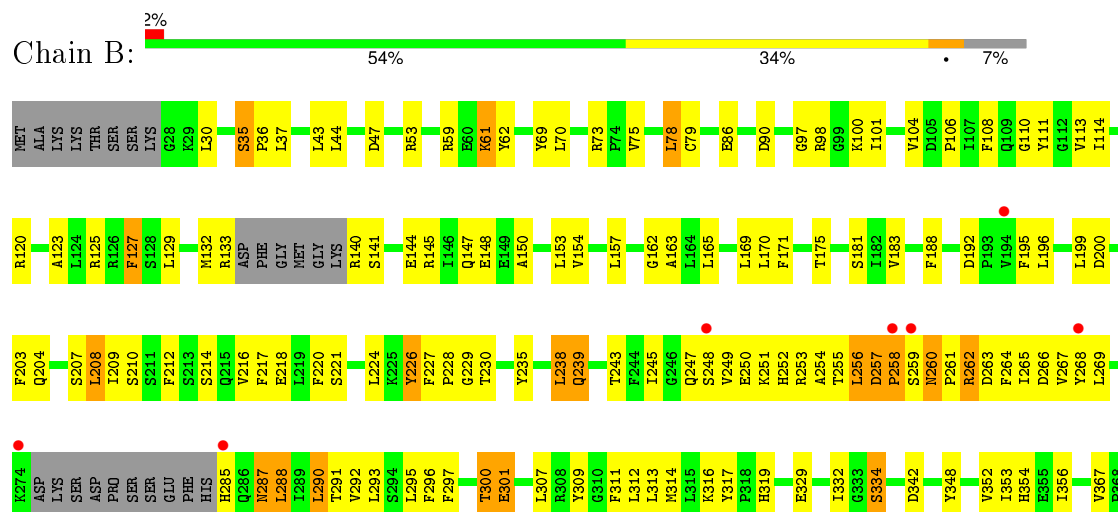 2%
Chain B:
54% 34% • 7%
MET ALA LYS LYS THR SER SER LYS G28 K29 L30 S35 P36 L37 L43 L44 D47 R53 R59 E60 K61 Y62 Y69 L70 R73 P74 V75 L78 C79 E86 D90 G97 R98 G99 K100 I101 V104 D105 P106 I107 F108 Q109 G110 Y111 G112 V113 I114
R120 A123 L124 R125 R126 F127 S128 L129 M132 R133 ASP PHE GLY MET GLY LYS R140 S141 E144 R145 I146 Q147 E148 E149 A150 L153 V154 L157 G162 A163 L164 L165 L169 L170 F171 T175 S181 I182 V183 F188 D192 P193 V194 F195 L196 L199 D200
F203 Q204 S207 L208 I209 S210 S211 F212 S213 S214 Q215 V216 F217 E218 L219 F220 S221 L224 K225 Y226 F227 P228 G229 T230 Y235 L238 Q239 T243 F244 I245 G246 Q247 S248 V249 E250 K251 H252 R253 A254 T255 L256 D257 P258 S259 N260 P261 R262 D263 F264 I265 D266 V267 Y268 L269
K274 ASP LYS SER ASP PRO SER SER GLU PHE HIS H285 Q286 N287 L288 I289 L290 T291 V292 L293 S294 L295 F296 F297 T300 E301 L307 R308 Y309 G310 F311 L312 L313 M314 L315 K316 Y317 P318 H319 E329 I332 G333 S334 D342 Y348 V352 I353 H354 E355 I356 V367 D368